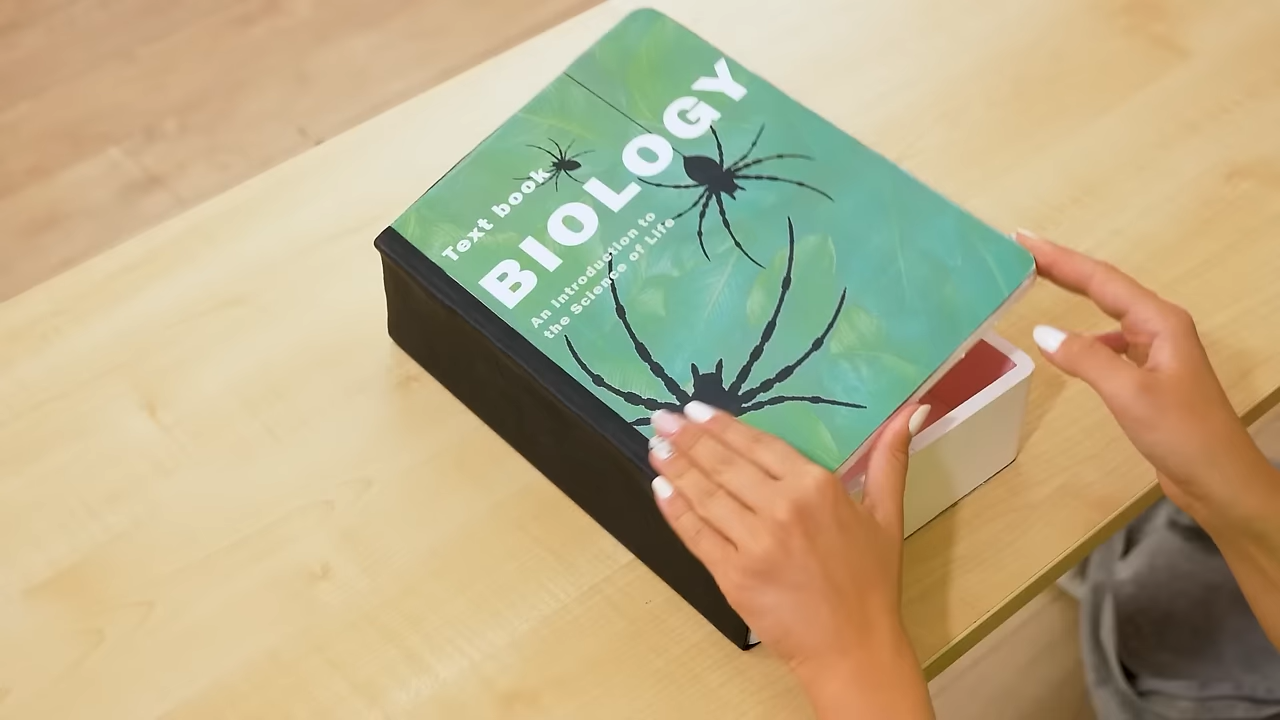 Text book
BIOLOGY
An Introduction to
the Science of Life